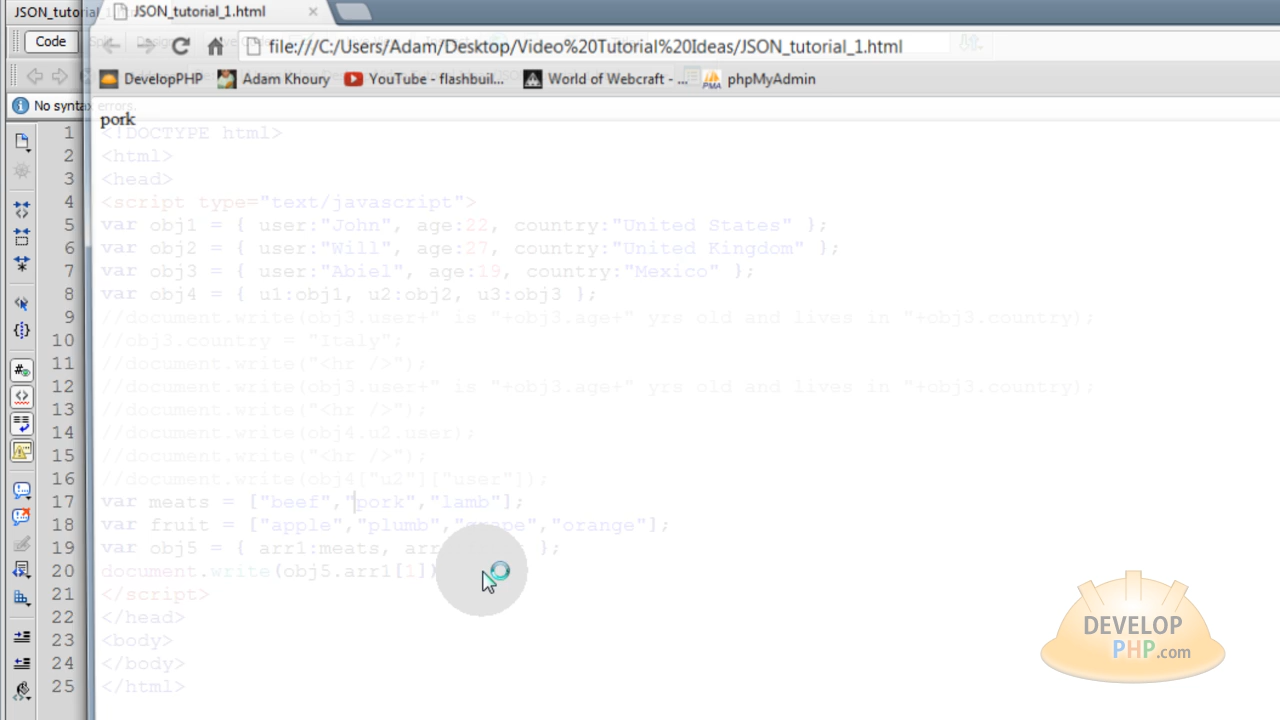 JSON_tutorial_1.html
JSON_tutorial_1.html
Code
file:///C:/Users/Adam/Desktop/Video%20Tutorial%20Ideas/JSON_tutorial_1.html
DevelopPHP
Adam Khoury
YouTube - flashbuil...
World of Webcraft - ...
phpMyAdmin
No syntax errors.
pork
1 <!DOCTYPE html>
2 <html>
3 <head>
4 <script type="text/javascript">
5 var obj1 = { user:"John", age:22, country:"United States" };
6 var obj2 = { user:"Will", age:27, country:"United Kingdom" };
7 var obj3 = { user:"Abiel", age:19, country:"Mexico" };
8 var obj4 = { u1:obj1, u2:obj2, u3:obj3 };
9 //document.write(obj3.user+" is "+obj3.age+" yrs old and lives in "+obj3.country);
10 //obj3.country = "Italy";
11 //document.write("<hr />");
12 //document.write(obj3.user+" is "+obj3.age+" yrs old and lives in "+obj3.country);
13 //document.write("<hr />");
14 //document.write(obj4.u2.user);
15 //document.write("<hr />");
16 //document.write(obj4["u2"]["user"]);
17 var meats = ["beef","pork","lamb"];
18 var fruit = ["apple","plumb","grape","orange"];
19 var obj5 = { arr1:meats, arr };
20 document.write(obj5.arr1[1])
21 </script>
22 </head>
23 <body>
24 </body>
25 </html>
DEVELOP
PHP.com